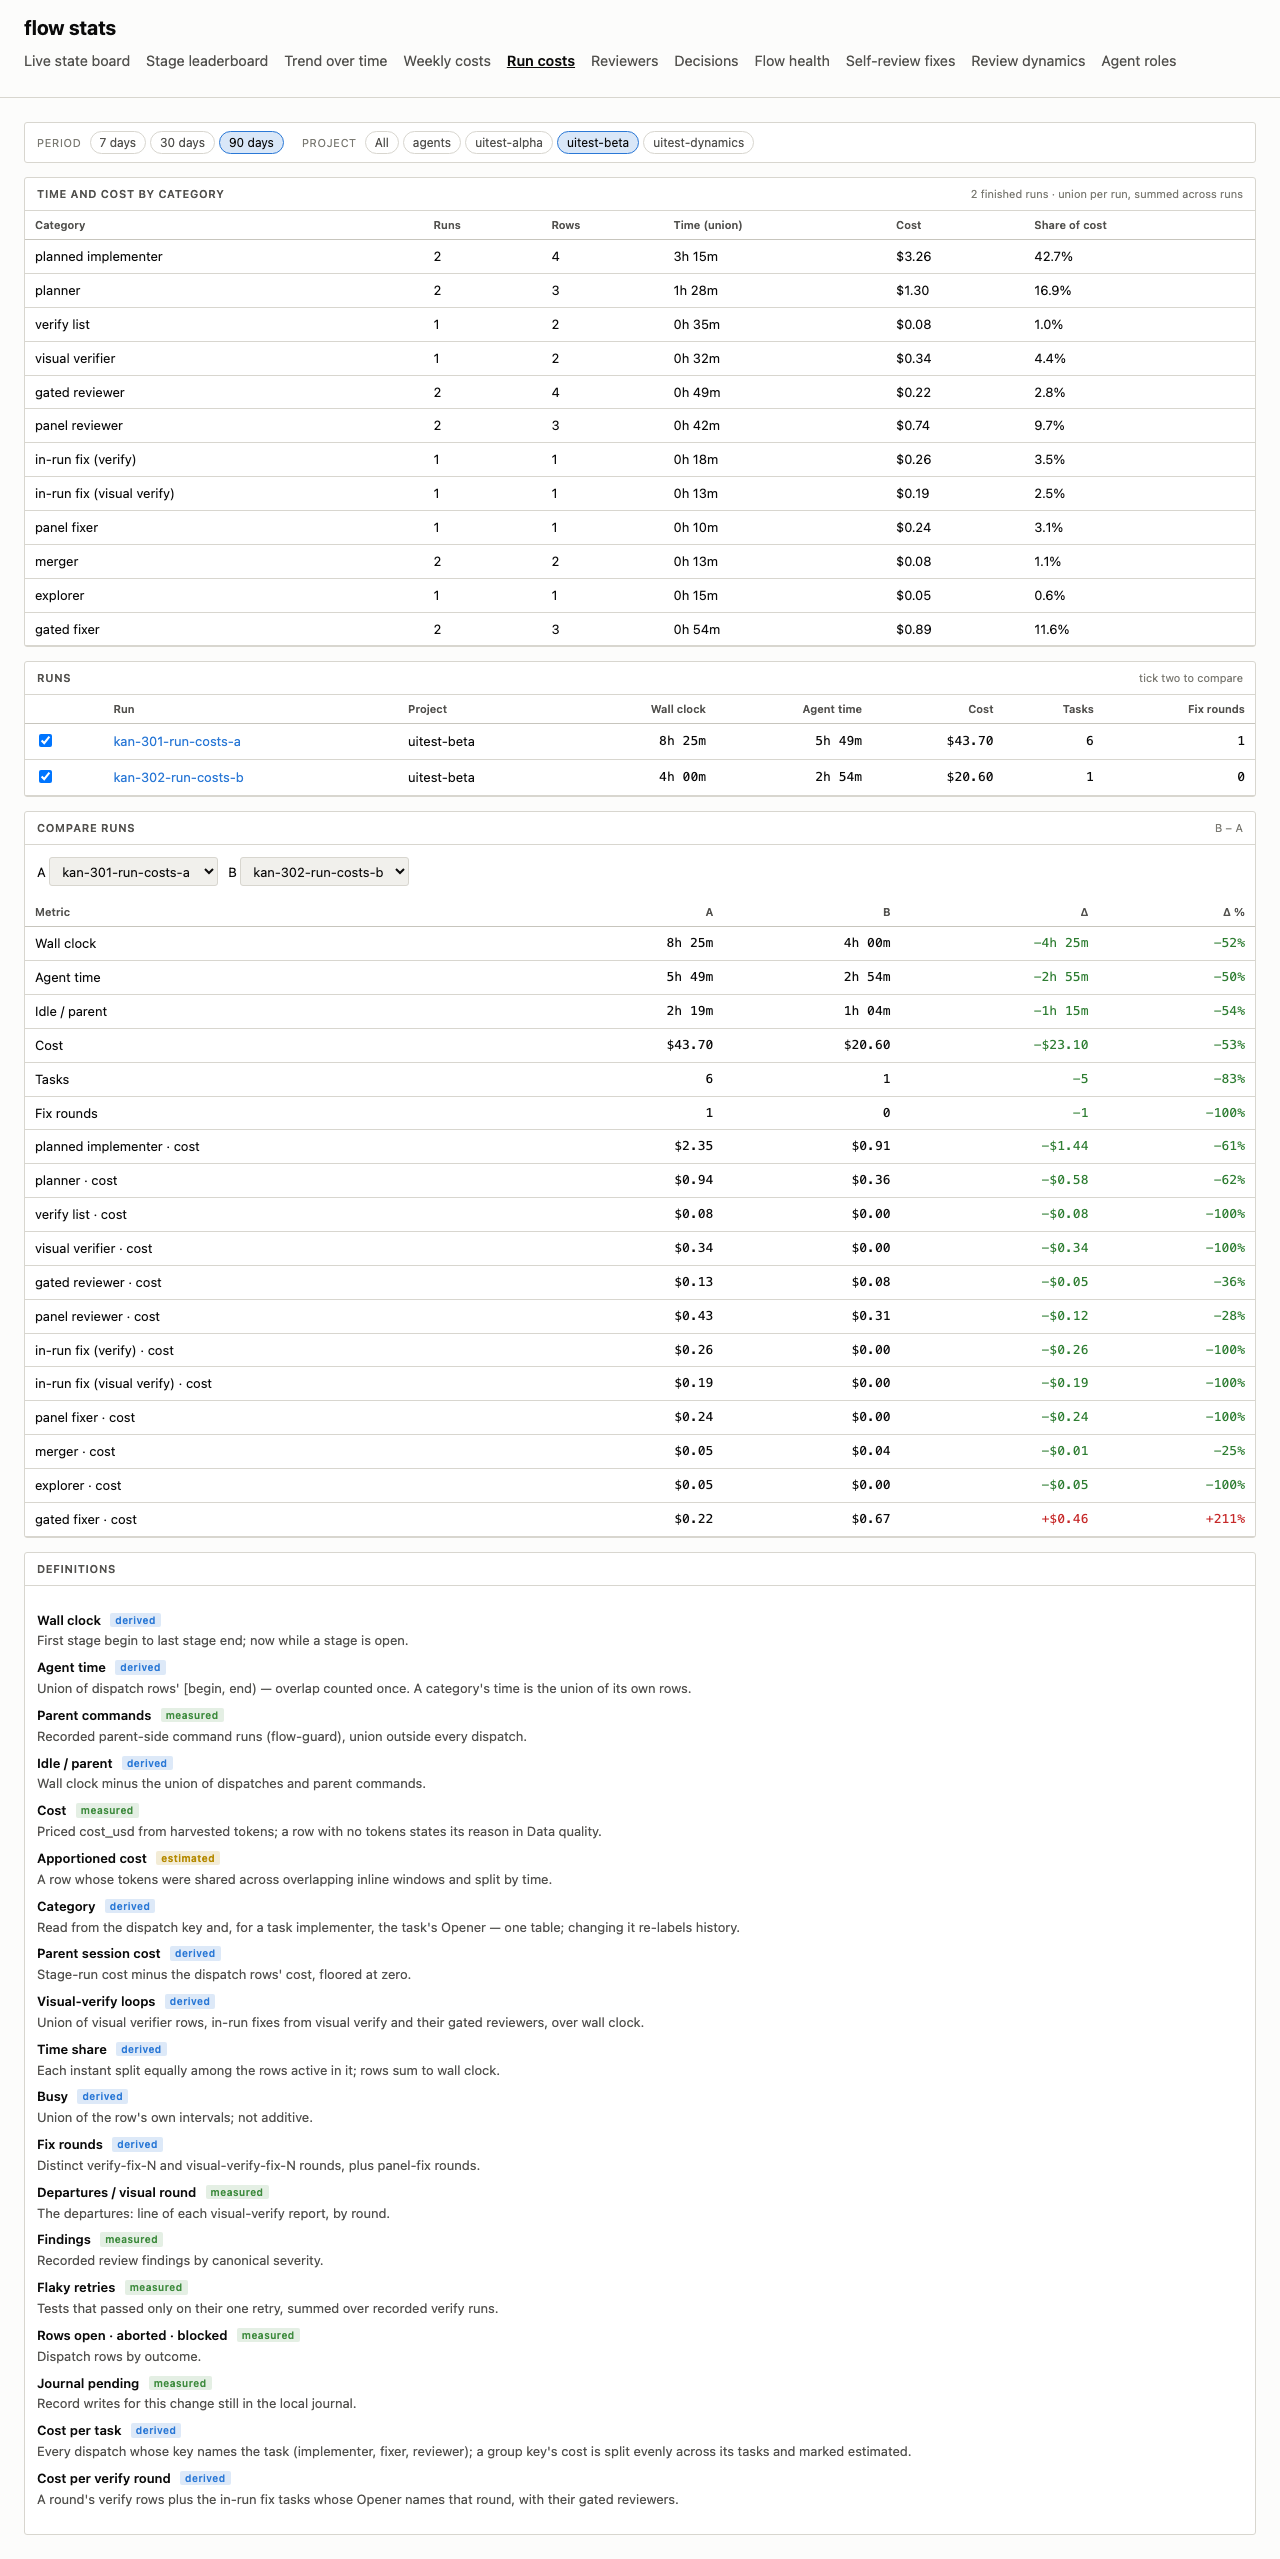 flow stats
Live state board Stage leaderboard Trend over time Weekly costs Run costs Reviewers Decisions Flow health Self-review fixes Review dynamics Agent roles
PERIOD 7 days 30 days 90 days PROJECT All agents uitest-alpha uitest-beta uitest-dynamics
TIME AND COST BY CATEGORY 2 finished runs · union per run, summed across runs
Category Runs Rows Time (union) Cost Share of cost
planned implementer 2 4 3h 15m $3.26 42.7%
planner 2 3 1h 28m $1.30 16.9%
verify list 1 2 0h 35m $0.08 1.0%
visual verifier 1 2 0h 32m $0.34 4.4%
gated reviewer 2 4 0h 49m $0.22 2.8%
panel reviewer 2 3 0h 42m $0.74 9.7%
in-run fix (verify) 1 1 0h 18m $0.26 3.5%
in-run fix (visual verify) 1 1 0h 13m $0.19 2.5%
panel fixer 1 1 0h 10m $0.24 3.1%
merger 2 2 0h 13m $0.08 1.1%
explorer 1 1 0h 15m $0.05 0.6%
gated fixer 2 3 0h 54m $0.89 11.6%
RUNS tick two to compare
Run Project Wall clock Agent time Cost Tasks Fix rounds
kan-301-run-costs-a uitest-beta 8h 25m 5h 49m $43.70 6 1
kan-302-run-costs-b uitest-beta 4h 00m 2h 54m $20.60 1 0
COMPARE RUNS B − A
A kan-301-run-costs-a B kan-302-run-costs-b
Metric A B Δ Δ %
Wall clock 8h 25m 4h 00m −4h 25m −52%
Agent time 5h 49m 2h 54m −2h 55m −50%
Idle / parent 2h 19m 1h 04m −1h 15m −54%
Cost $43.70 $20.60 −$23.10 −53%
Tasks 6 1 −5 −83%
Fix rounds 1 0 −1 −100%
planned implementer · cost $2.35 $0.91 −$1.44 −61%
planner · cost $0.94 $0.36 −$0.58 −62%
verify list · cost $0.08 $0.00 −$0.08 −100%
visual verifier · cost $0.34 $0.00 −$0.34 −100%
gated reviewer · cost $0.13 $0.08 −$0.05 −36%
panel reviewer · cost $0.43 $0.31 −$0.12 −28%
in-run fix (verify) · cost $0.26 $0.00 −$0.26 −100%
in-run fix (visual verify) · cost $0.19 $0.00 −$0.19 −100%
panel fixer · cost $0.24 $0.00 −$0.24 −100%
merger · cost $0.05 $0.04 −$0.01 −25%
explorer · cost $0.05 $0.00 −$0.05 −100%
gated fixer · cost $0.22 $0.67 +$0.46 +211%
DEFINITIONS
Wall clock derived
First stage begin to last stage end; now while a stage is open.
Agent time derived
Union of dispatch rows' [begin, end) — overlap counted once. A category's time is the union of its own rows.
Parent commands measured
Recorded parent-side command runs (flow-guard), union outside every dispatch.
Idle / parent derived
Wall clock minus the union of dispatches and parent commands.
Cost measured
Priced cost_usd from harvested tokens; a row with no tokens states its reason in Data quality.
Apportioned cost estimated
A row whose tokens were shared across overlapping inline windows and split by time.
Category derived
Read from the dispatch key and, for a task implementer, the task's Opener — one table; changing it re-labels history.
Parent session cost derived
Stage-run cost minus the dispatch rows' cost, floored at zero.
Visual-verify loops derived
Union of visual verifier rows, in-run fixes from visual verify and their gated reviewers, over wall clock.
Time share derived
Each instant split equally among the rows active in it; rows sum to wall clock.
Busy derived
Union of the row's own intervals; not additive.
Fix rounds derived
Distinct verify-fix-N and visual-verify-fix-N rounds, plus panel-fix rounds.
Departures / visual round measured
The departures: line of each visual-verify report, by round.
Findings measured
Recorded review findings by canonical severity.
Flaky retries measured
Tests that passed only on their one retry, summed over recorded verify runs.
Rows open · aborted · blocked measured
Dispatch rows by outcome.
Journal pending measured
Record writes for this change still in the local journal.
Cost per task derived
Every dispatch whose key names the task (implementer, fixer, reviewer); a group key's cost is split evenly across its tasks and marked estimated.
Cost per verify round derived
A round's verify rows plus the in-run fix tasks whose Opener names that round, with their gated reviewers.